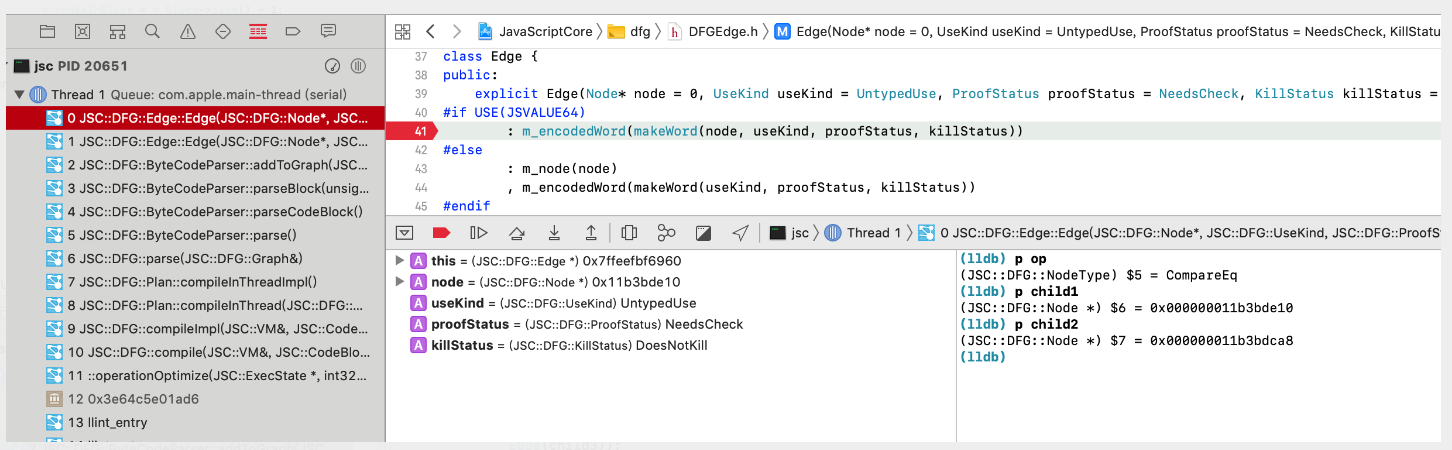 jsc PID 20651
Thread 1 Queue: com.apple.main-thread (serial)
0 JSC::DFG::Edge::Edge(JSC::DFG::Node*, JSC...
1 JSC::DFG::Edge::Edge(JSC::DFG::Node*, JSC...
2 JSC::DFG::ByteCodeParser::addToGraph(JSC...
3 JSC::DFG::ByteCodeParser::parseBlock(unsig...
4 JSC::DFG::ByteCodeParser::parseCodeBlock()
5 JSC::DFG::ByteCodeParser::parse()
6 JSC::DFG::parse(JSC::DFG::Graph&)
7 JSC::DFG::Plan::compileInThreadImpl()
8 JSC::DFG::Plan::compileInThread(JSC::DFG::...
9 JSC::DFG::compileImpl(JSC::VM&, JSC::Code...
10 JSC::DFG::compile(JSC::VM&, JSC::CodeBlo...
11 ::operationOptimize(JSC::ExecState *, int32...
12 0x3e64c5e01ad6
13 llint_entry
JavaScriptCore dfg h DFGEdge.h M Edge(Node* node = 0, UseKind useKind = UntypedUse, ProofStatus proofStatus = NeedsCheck, KillStatu
37 class Edge {
38 public:
39 explicit Edge(Node* node = 0, UseKind useKind = UntypedUse, ProofStatus proofStatus = NeedsCheck, KillStatus killStatus =
40 #if USE(JSVALUE64)
41 : m_encodedWord(makeWord(node, useKind, proofStatus, killStatus))
42 #else
43 : m_node(node)
44 , m_encodedWord(makeWord(useKind, proofStatus, killStatus))
45 #endif
jsc Thread 1 0 JSC::DFG::Edge::Edge(JSC::DFG::Node*, JSC::DFG::UseKind, JSC::DFG::ProofS
A this = (JSC::DFG::Edge *) 0x7ffeefbf6960
A node = (JSC::DFG::Node *) 0x11b3bde10
A useKind = (JSC::DFG::UseKind) UntypedUse
A proofStatus = (JSC::DFG::ProofStatus) NeedsCheck
A killStatus = (JSC::DFG::KillStatus) DoesNotKill
(lldb) p op
(JSC::DFG::NodeType) $5 = CompareEq
(lldb) p child1
(JSC::DFG::Node *) $6 = 0x000000011b3bde10
(lldb) p child2
(JSC::DFG::Node *) $7 = 0x000000011b3bdca8
(lldb)